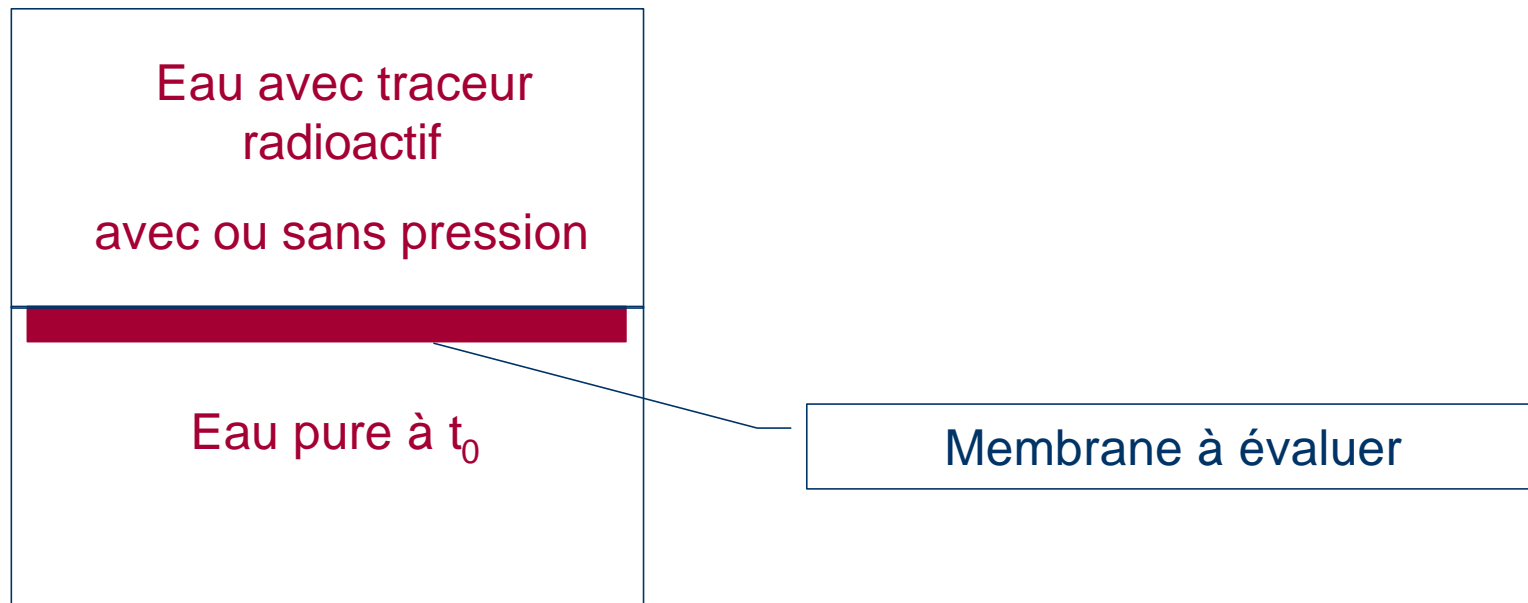 Eau avec traceur
radioactif
avec ou sans pression
Eau pure à t₀
Membrane à évaluer